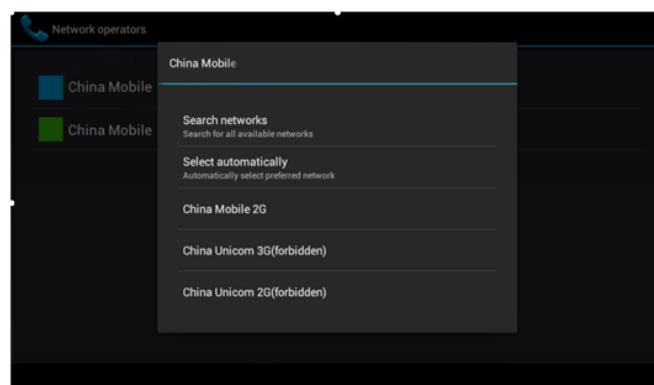 Network operators
China Mobile
China Mobile
China Mobile
Search networks
Search for all available networks
Select automatically
Automatically select preferred network
China Mobile 2G
China Unicom 3G(forbidden)
China Unicom 2G(forbidden)